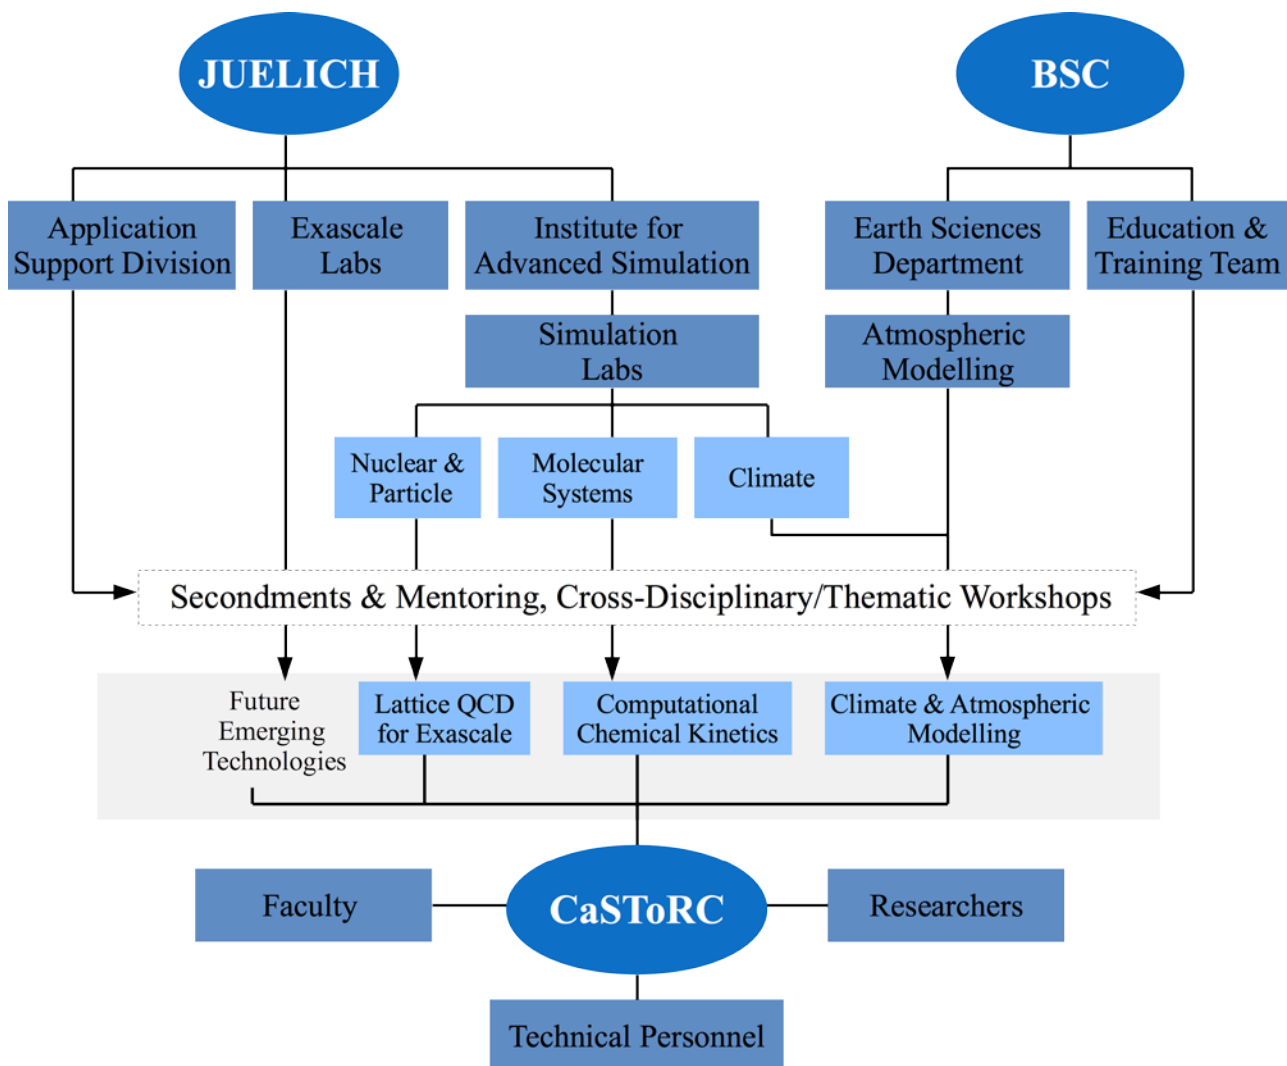 JUELICH
BSC
Application
Support Division
Exascale
Labs
Institute for
Advanced Simulation
Earth Sciences
Department
Education &
Training Team
Simulation
Labs
Atmospheric
Modelling
Nuclear &
Particle
Molecular
Systems
Climate
Secondments & Mentoring, Cross-Disciplinary/Thematic Workshops
Future
Emerging
Technologies
Lattice QCD
for Exascale
Computational
Chemical Kinetics
Climate & Atmospheric
Modelling
Faculty
CaSToRC
Researchers
Technical Personnel